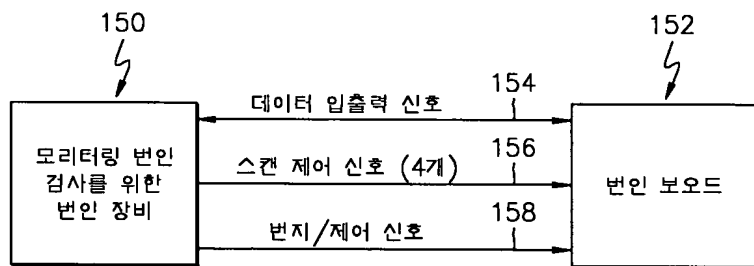 150
152
데이터 입출력 신호
154
모리터링 번인
검사를 위한
번인 장비
스캔 제어 신호 (4개)
156
번인 보오드
번지/제어 신호
158